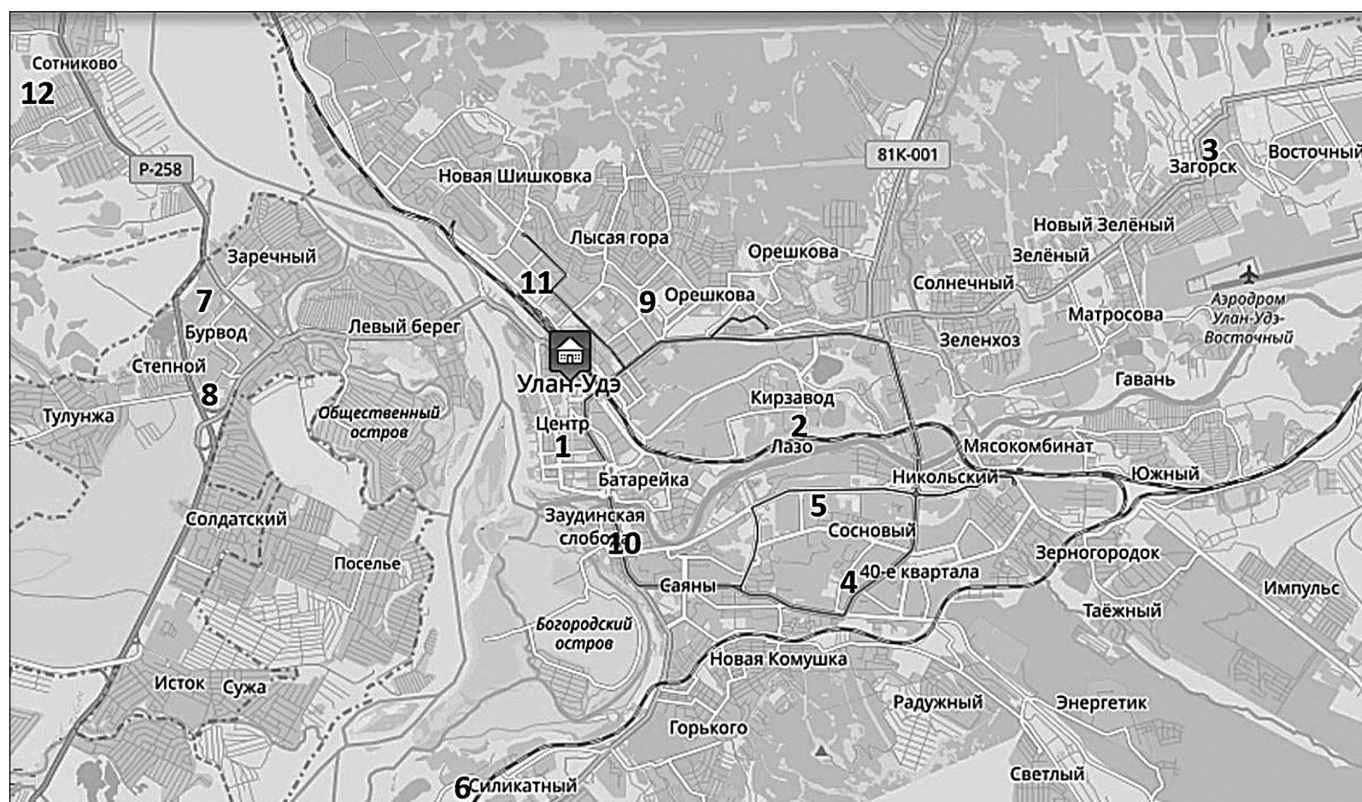 Сотниково
12
Р-258
81К-001
3
Загорск
Восточный
Новая Шишковка
Лысая гора
Орешкова
Новый Зелёный
Зелёный
Заречный
Солнечный
11
9
Орешкова
7
Бурвод
Левый берег
Матросова
Аэродром
Улан-Удэ-
Восточный
Зеленхоз
Степной
8
Улан-Удэ
Гавань
Тулунжа
Общественный
остров
Кирзавод
Центр
1
2
Лазо
Мясокомбинат
Батарейка
Никольский
Южный
5
Солдатский
Заудинская
слобода
10
Сосновый
Зерногородок
Поселье
Саяны
4
40-е квартала
Импульс
Таёжный
Богородский
остров
Новая Комушка
Исток
Сужа
Радужный
Энергетик
Горького
Светлый
6
Силикатный